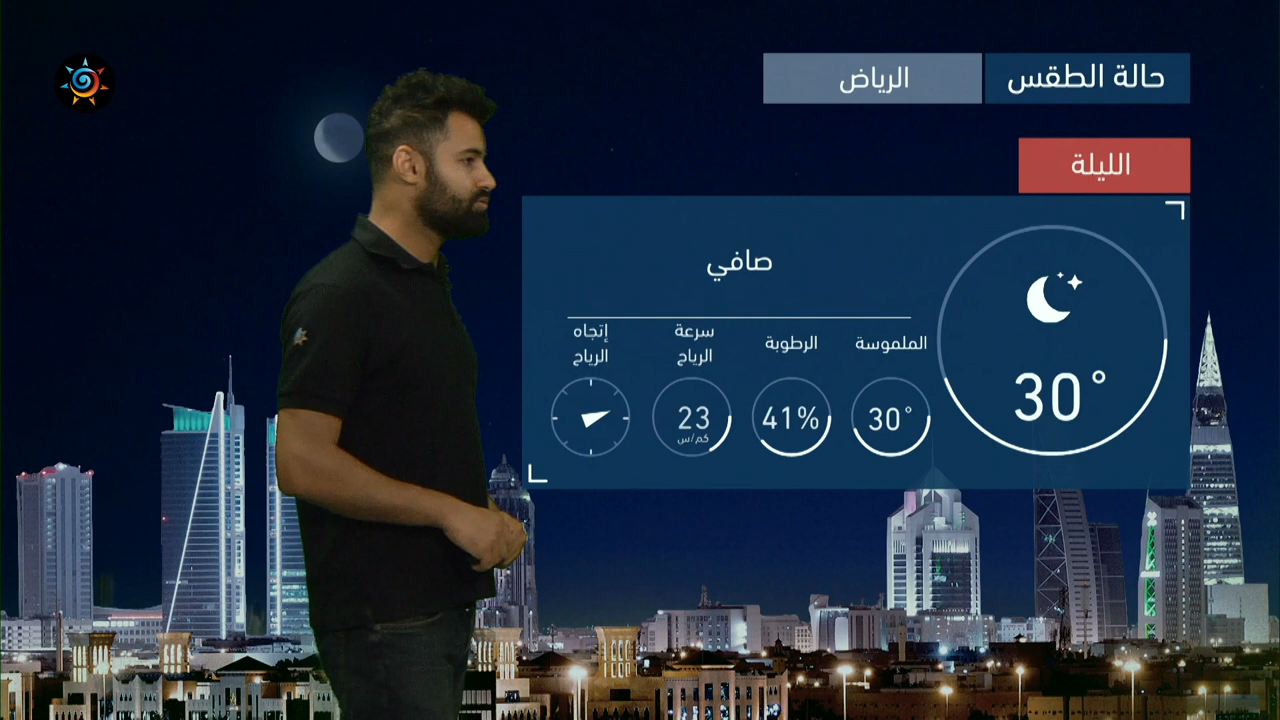 حالة الطقس
الرياض
الليلة
صافي
30°
الملموسة
30°
الرطوبة
41%
سرعة
الرياح
23
كم/س
إتجاه
الرياح